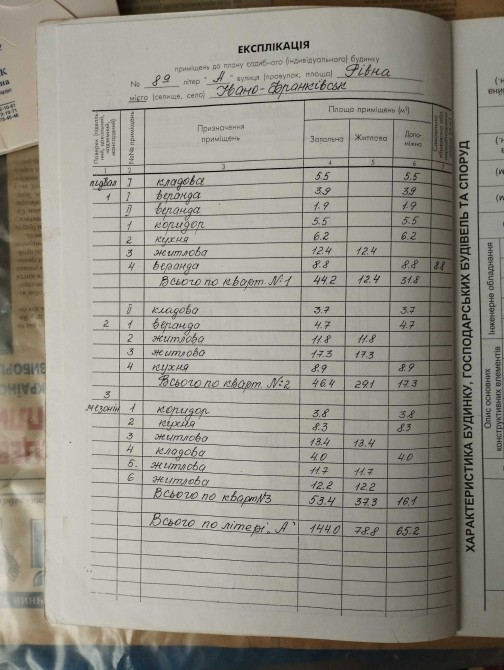 ЕКСПЛІКАЦІЯ
приміщень до плану садибного (індивідуального) будинку
№ 89 літер "А" вулиця (провулок, площа) Рівна
місто (селище, село) Івано-Франківськ
Площа приміщень (м²)
№№ приміщень Призначення приміщень Загальна Житлова Допоміжна
1 2 3 4 5 6
підвал I кладова 5.5 5.5
1 I веранда 3.9 3.9
II веранда 1.9 1.9
1 коридор 5.5 5.5
2 кухня 6.2 6.2
3 житлова 12.4 12.4
4 веранда 8.8 8.8 8.8
Всього по кварт. №1 44.2 12.4 31.8
II кладова 3.7 3.7
2 1 веранда 4.7 4.7
2 житлова 11.8 11.8
3 житлова 17.3 17.3
4 кухня 8.9 8.9
Всього по кварт. №2 46.4 29.1 17.3
3
мезонін 1 коридор 3.8 3.8
2 кухня 8.3 8.3
3 житлова 13.4 13.4
4 кладова 4.0 4.0
5. житлова 11.7 11.7
6 житлова 12.2 12.2
Всього по кварт №3 53.4 37.3 16.1
Всього по літері „А" 144.0 78.8 65.2
ХАРАКТЕРИСТИКА БУДИНКУ, ГОСПОДАРСЬКИХ БУДІВЕЛЬ ТА СПОРУД
Опис основних
конструктивних елементів
Інженерне обладнання